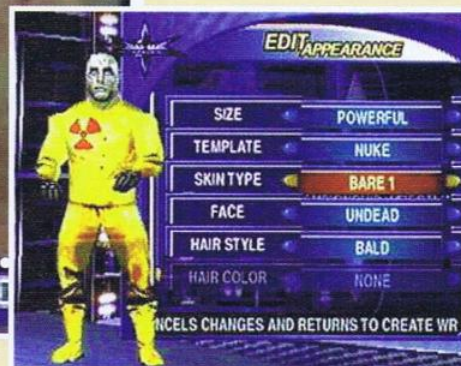 EDIT APPEARANCE
SIZE POWERFUL
TEMPLATE NUKE
SKIN TYPE BARE 1
FACE UNDEAD
HAIR STYLE BALD
HAIR COLOR NONE
NCELS CHANGES AND RETURNS TO CREATE WR